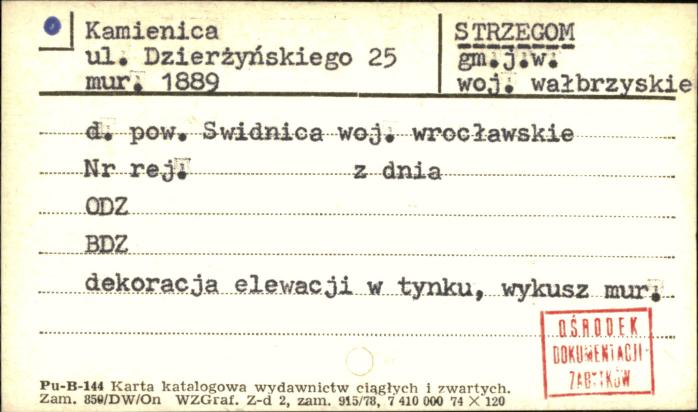 Kamienica
ul. Dzierżyńskiego 25
mur. 1889
STRZEGOM
gm.j.w.
woj. wałbrzyskie
d. pow. Swidnica woj. wrocławskie
Nr rej. z dnia
ODZ
BDZ
dekoracja elewacji w tynku, wykusz mur.
OŚRODEK
DOKUMENTACJI
ZABYTKÓW
Pu-B-144 Karta katalogowa wydawnictw ciągłych i zwartych.
Zam. 850/DW/On WZGraf. Z-d 2, zam. 915/78, 7 410 000 74 × 120